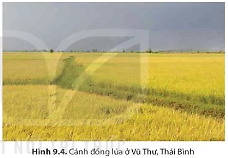 Hình 9.4. Cánh đồng lúa ở Vũ Thư, Thái Bình